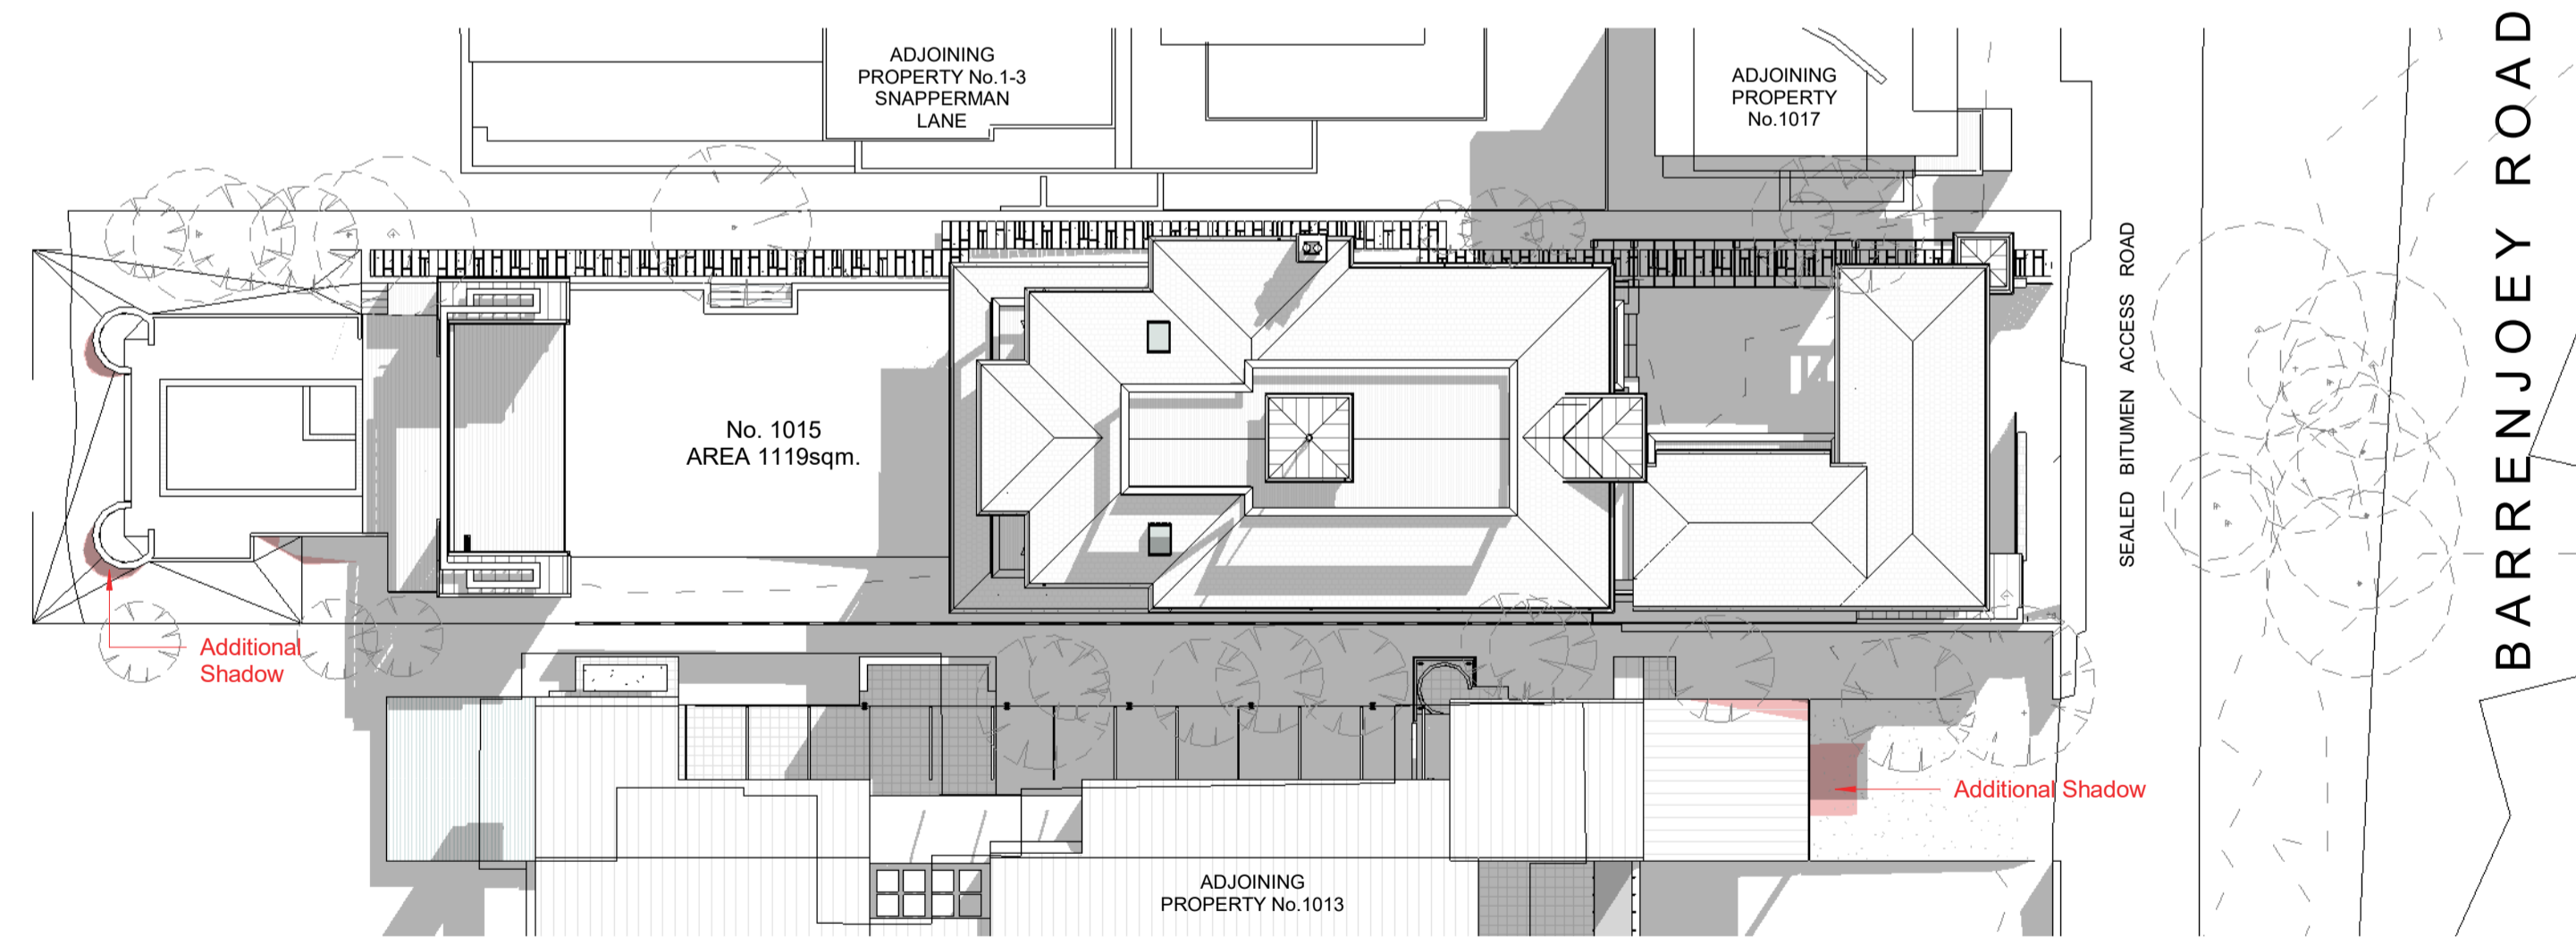 ADJOINING
PROPERTY No.1-3
SNAPPERMAN
LANE
ADJOINING
PROPERTY
No.1017
BARRENJOEY ROAD
SEALED BITUMEN ACCESS ROAD
No. 1015
AREA 1119sqm.
Additional
Shadow
Additional Shadow
ADJOINING
PROPERTY No.1013